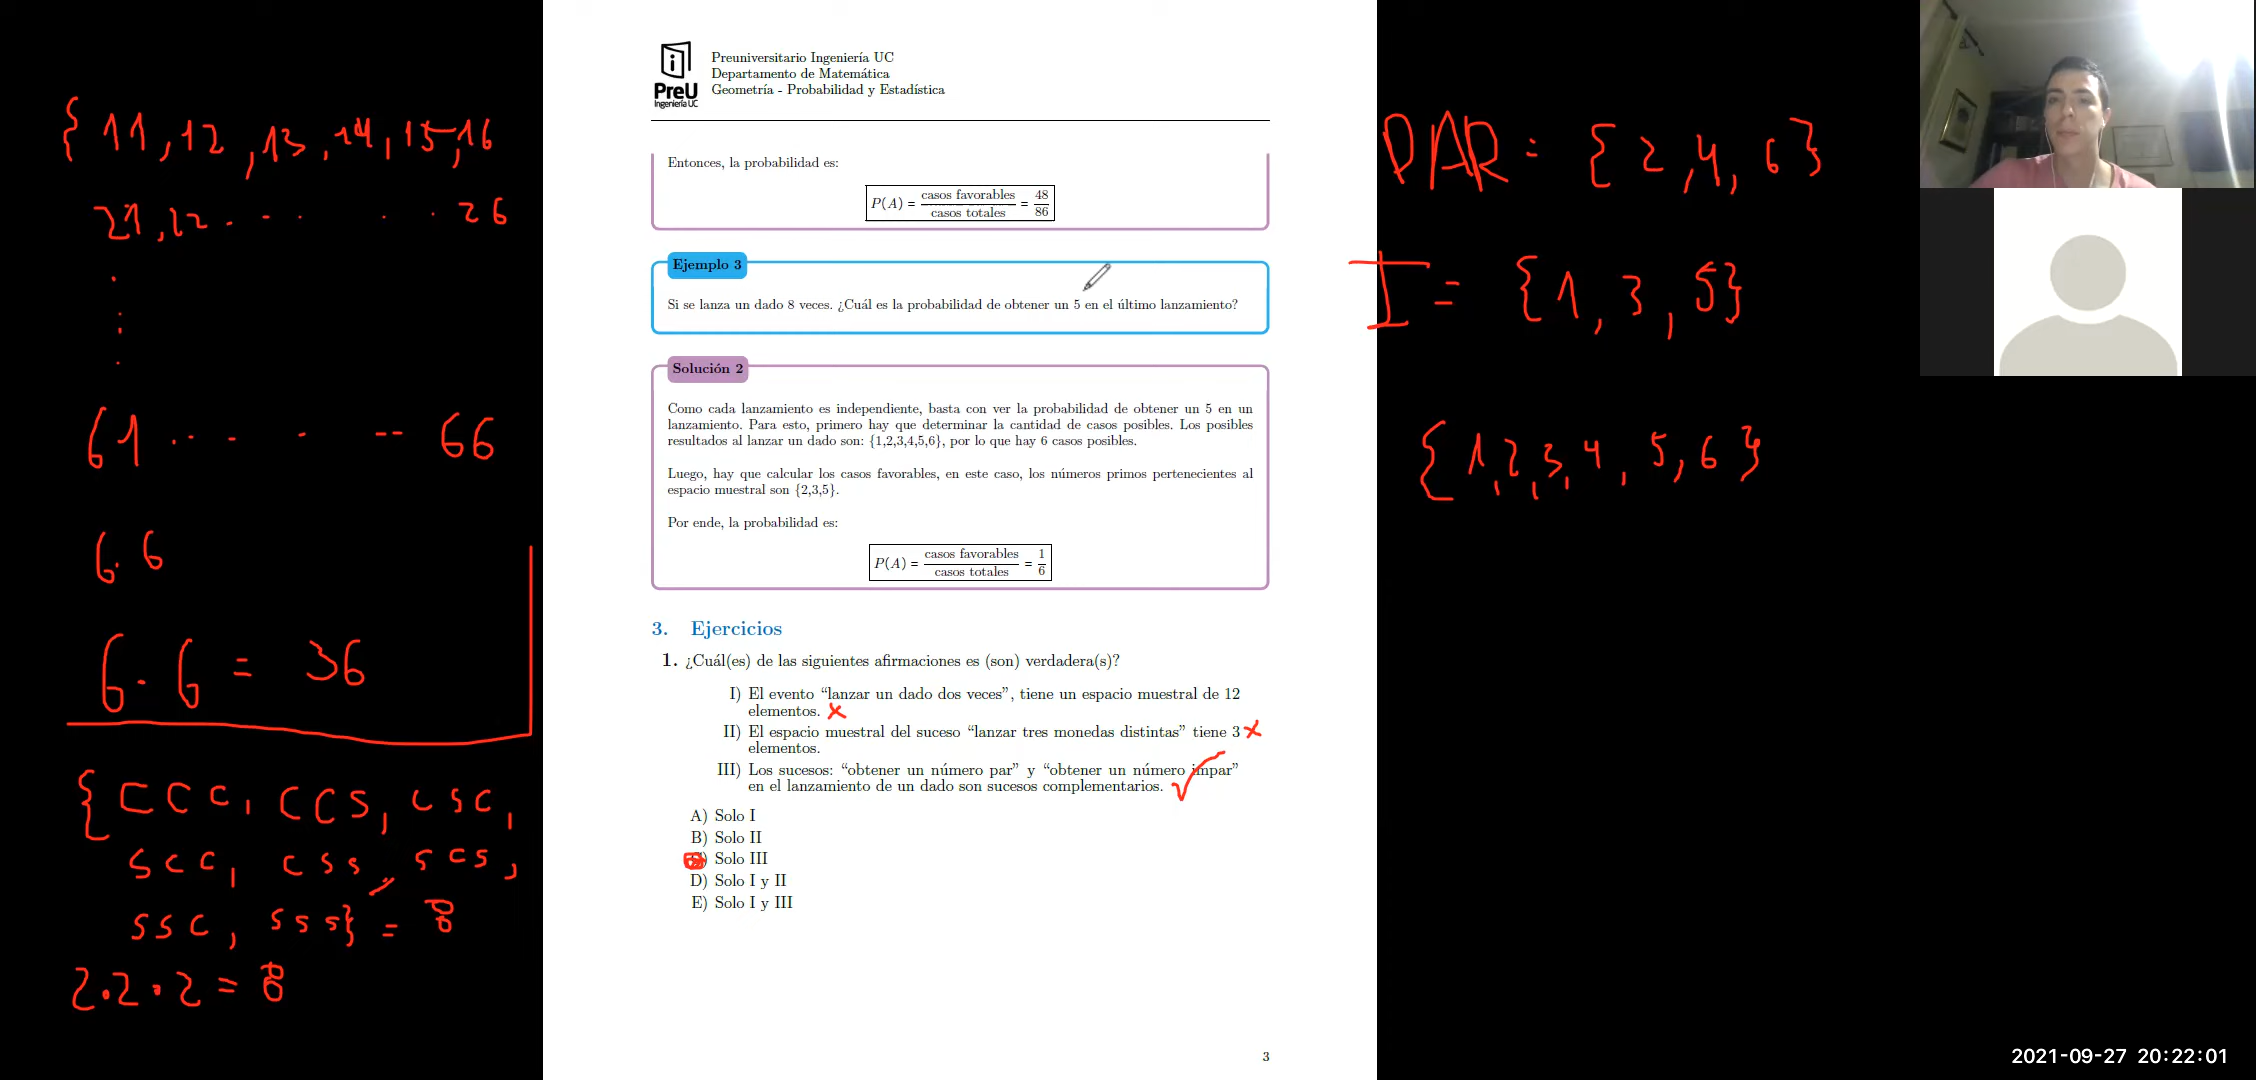 { 11, 12, 13, 14, 15, 16
21, 22 . . . . . 26
61 . . . . -- 66
6. 6
6 . 6 = 36
{ C C C, C C S, C S C,
S C C, C S S, S C S,
S S C, S S S} = 8
2 . 2 . 2 = 8
PreU
Ingeniería UC
Preuniversitario Ingeniería UC
Departamento de Matemática
Geometría - Probabilidad y Estadística
Entonces, la probabilidad es:
P(A) = casos favorables / casos totales = 48 / 86
Ejemplo 3
Si se lanza un dado 8 veces. ¿Cuál es la probabilidad de obtener un 5 en el último lanzamiento?
Solución 2
Como cada lanzamiento es independiente, basta con ver la probabilidad de obtener un 5 en un
lanzamiento. Para esto, primero hay que determinar la cantidad de casos posibles. Los posibles
resultados al lanzar un dado son: {1,2,3,4,5,6}, por lo que hay 6 casos posibles.
Luego, hay que calcular los casos favorables, en este caso, los números primos pertenecientes al
espacio muestral son {2,3,5}.
Por ende, la probabilidad es:
P(A) = casos favorables / casos totales = 1 / 6
3. Ejercicios
1. ¿Cuál(es) de las siguientes afirmaciones es (son) verdadera(s)?
I) El evento “lanzar un dado dos veces”, tiene un espacio muestral de 12
elementos.
II) El espacio muestral del suceso “lanzar tres monedas distintas” tiene 3
elementos.
III) Los sucesos: “obtener un número par” y “obtener un número impar”
en el lanzamiento de un dado son sucesos complementarios.
A) Solo I
B) Solo II
C) Solo III
D) Solo I y II
E) Solo I y III
3
PAR = {2, 4, 6}
I = {1, 3, 5}
{1, 2, 3, 4, 5, 6}
2021-09-27 20:22:01